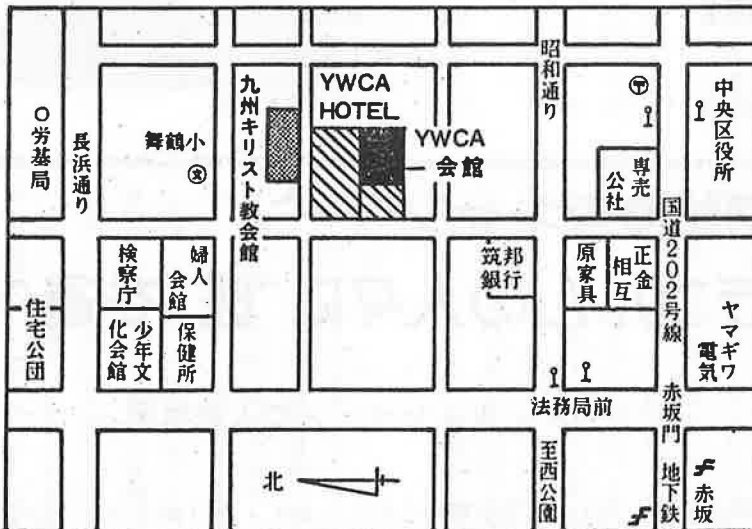 労基局
長浜通り
舞鶴小
文
九州キリスト教会館
YWCA
HOTEL
YWCA
会館
昭和通り
〒
専売
公社
中央区役所
国道202号線
住宅公団
検察庁
婦人
会館
少年文
化会館
保健所
筑邦
銀行
原家具
正金
相互
ヤマギワ
電気
法務局前
赤坂門
北
至西公園
地下鉄
赤坂